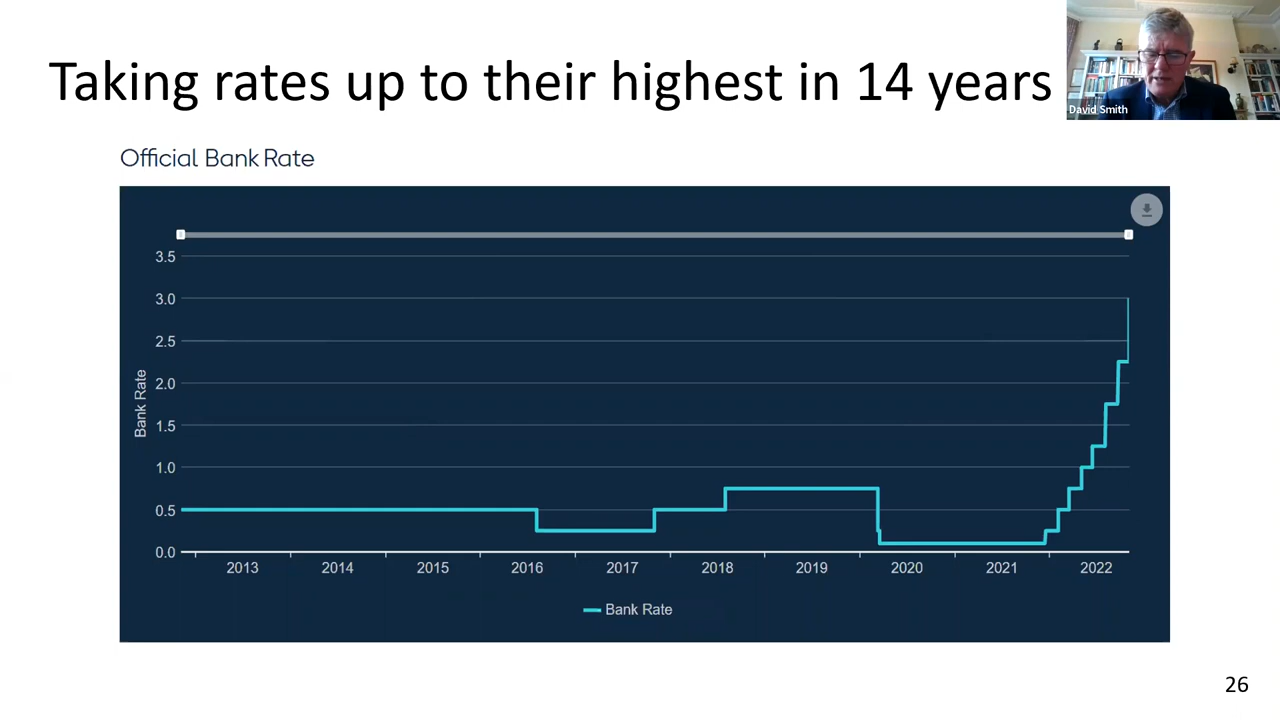 Taking rates up to their highest in 14 years
David Smith
Official Bank Rate
3.5
3.0
2.5
2.0
1.5
1.0
0.5
0.0
Bank Rate
2013 2014 2015 2016 2017 2018 2019 2020 2021 2022
Bank Rate
26